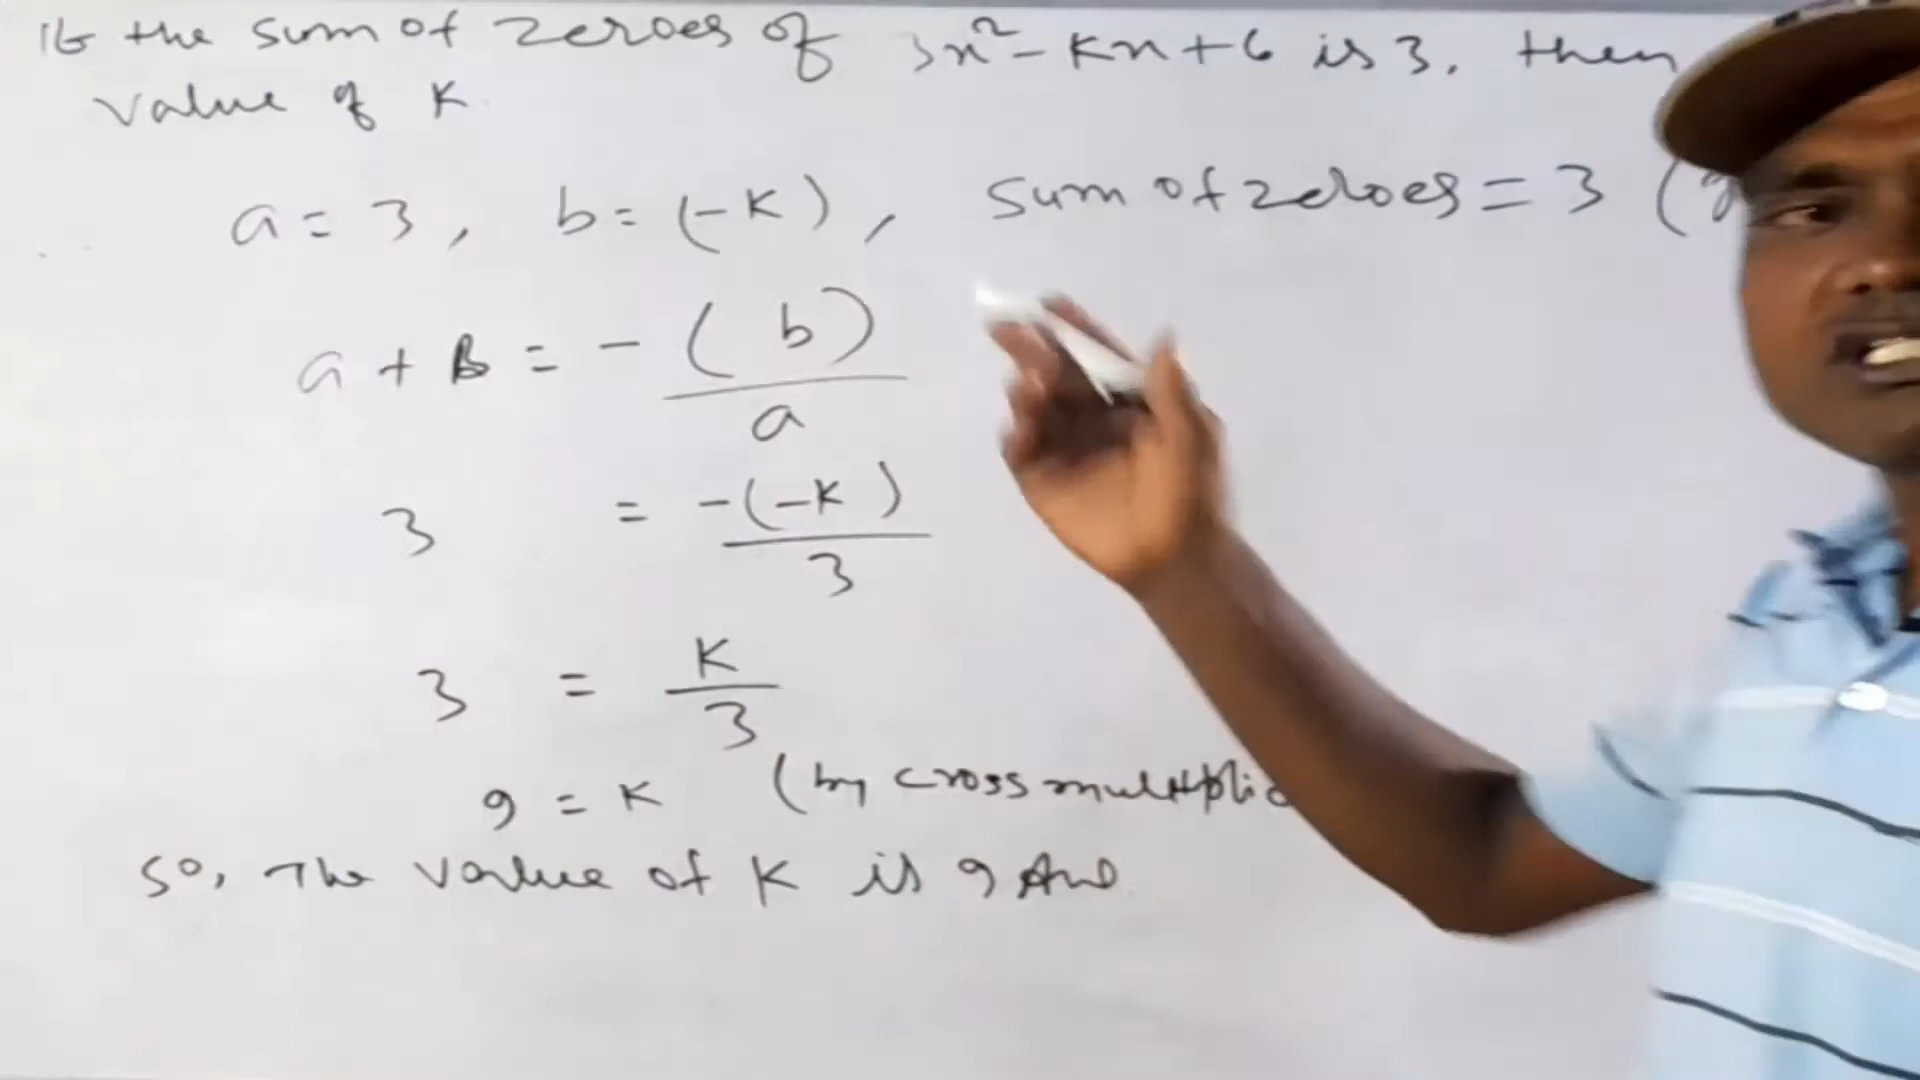 If the sum of zeroes of 3x² - kx + 6 is 3, then
value of K
a = 3, b = (-K), sum of zeroes = 3 (
a + B = - (b) / a
3 = -(-K) / 3
3 = K / 3
9 = K (by cross multiplic
So, The value of K is 9 Ans